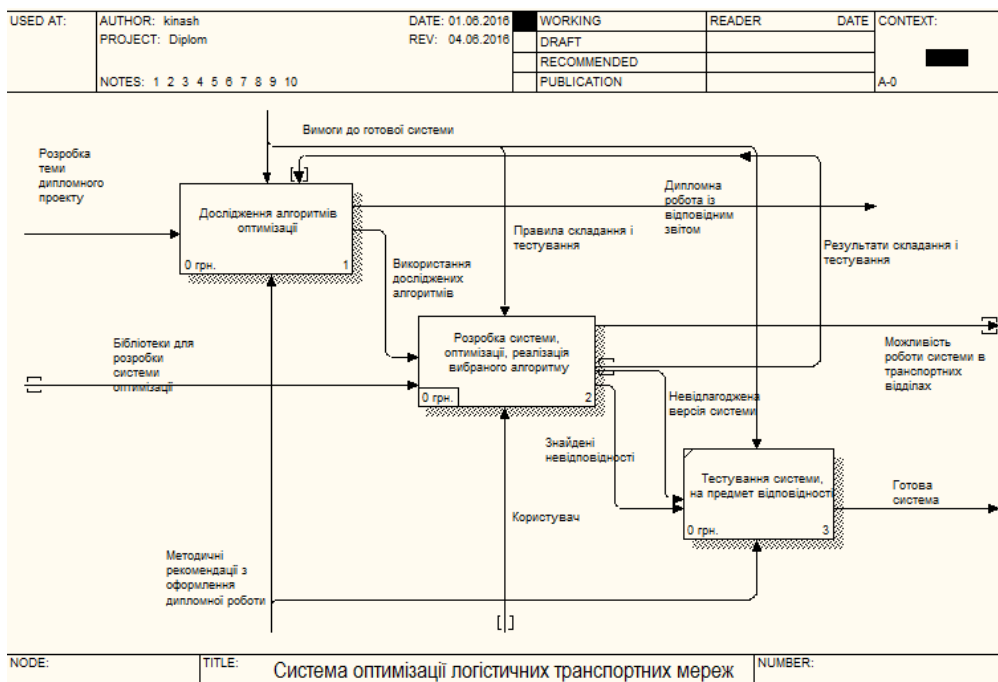 USED AT:
AUTHOR: kinash
DATE: 01.06.2016
WORKING
READER
DATE
CONTEXT:
PROJECT: Diplom
REV: 04.06.2016
DRAFT
RECOMMENDED
NOTES: 1 2 3 4 5 6 7 8 9 10
PUBLICATION
A-0
Вимоги до готової системи
Розробка
теми
дипломного
проекту
Дослідження алгоритмів
оптимізації
0 грн.
1
Дипломна
робота із
відповідним
звітом
Правила складання і
тестування
Результати складання і
тестування
Використання
досліджених
алгоритмів
Бібліотеки для
розробки
системи
оптимізації
Розробка системи,
оптимізації, реалізація
вибраного алгоритму
0 грн.
2
Можливість
роботи системи в
транспортних
відділах
Невідлагоджена
версія системи
Знайдені
невідповідності
Тестування системи,
на предмет відповідності
0 грн.
3
Готова
система
Користувач
Методичні
рекомендації з
оформлення
дипломної роботи
NODE:
TITLE:
Система оптимізації логістичних транспортних мереж
NUMBER: